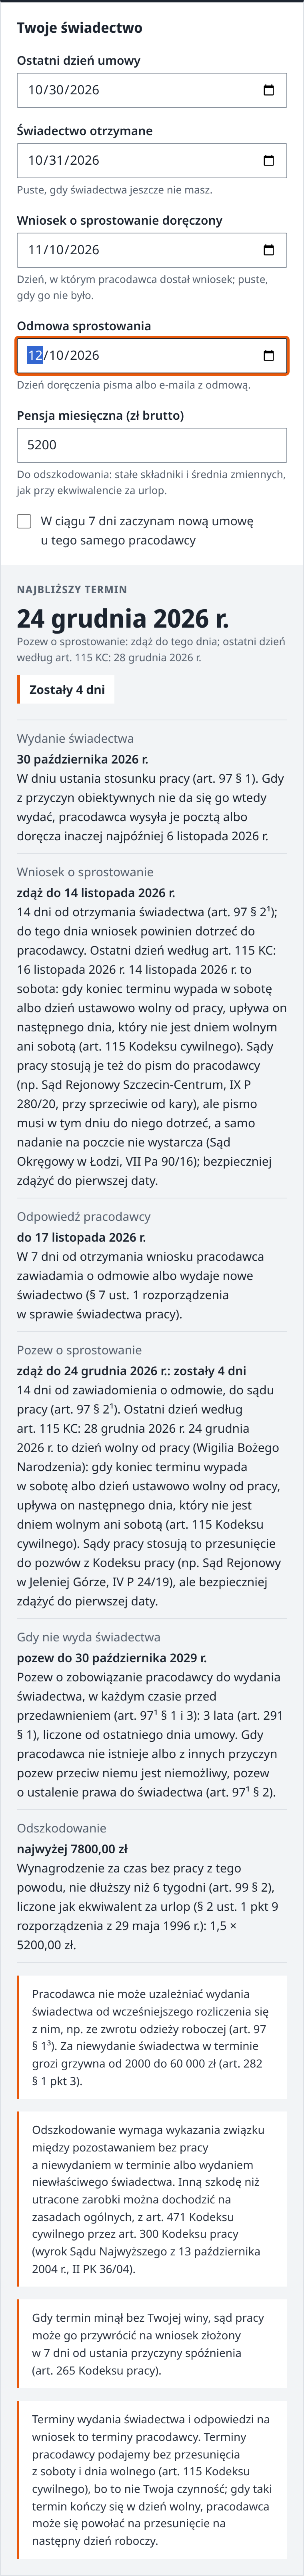 Twoje świadectwo
Ostatni dzień umowy
10/30/2026
Świadectwo otrzymane
10/31/2026
Puste, gdy świadectwa jeszcze nie masz.
Wniosek o sprostowanie doręczony
11/10/2026
Dzień, w którym pracodawca dostał wniosek; puste,
gdy go nie było.
Odmowa sprostowania
12/10/2026
Dzień doręczenia pisma albo e-maila z odmową.
Pensja miesięczna (zł brutto)
5200
Do odszkodowania: stałe składniki i średnia zmiennych,
jak przy ekwiwalencie za urlop.
W ciągu 7 dni zaczynam nową umowę
u tego samego pracodawcy
NAJBLIŻSZY TERMIN
24 grudnia 2026 r.
Pozew o sprostowanie: zdąż do tego dnia; ostatni dzień
według art. 115 KC: 28 grudnia 2026 r.
Zostały 4 dni
Wydanie świadectwa
30 października 2026 r.
W dniu ustania stosunku pracy (art. 97 § 1). Gdy
z przyczyn obiektywnych nie da się go wtedy
wydać, pracodawca wysyła je pocztą albo
doręcza inaczej najpóźniej 6 listopada 2026 r.
Wniosek o sprostowanie
zdąż do 14 listopada 2026 r.
14 dni od otrzymania świadectwa (art. 97 § 2¹);
do tego dnia wniosek powinien dotrzeć do
pracodawcy. Ostatni dzień według art. 115 KC:
16 listopada 2026 r. 14 listopada 2026 r. to
sobota: gdy koniec terminu wypada w sobotę
albo dzień ustawowo wolny od pracy, upływa on
następnego dnia, który nie jest dniem wolnym
ani sobotą (art. 115 Kodeksu cywilnego). Sądy
pracy stosują je też do pism do pracodawcy
(np. Sąd Rejonowy Szczecin-Centrum, IX P
280/20, przy sprzeciwie od kary), ale pismo
musi w tym dniu do niego dotrzeć, a samo
nadanie na poczcie nie wystarcza (Sąd
Okręgowy w Łodzi, VII Pa 90/16); bezpieczniej
zdążyć do pierwszej daty.
Odpowiedź pracodawcy
do 17 listopada 2026 r.
W 7 dni od otrzymania wniosku pracodawca
zawiadamia o odmowie albo wydaje nowe
świadectwo (§ 7 ust. 1 rozporządzenia
w sprawie świadectwa pracy).
Pozew o sprostowanie
zdąż do 24 grudnia 2026 r.: zostały 4 dni
14 dni od zawiadomienia o odmowie, do sądu
pracy (art. 97 § 2¹). Ostatni dzień według
art. 115 KC: 28 grudnia 2026 r. 24 grudnia
2026 r. to dzień wolny od pracy (Wigilia Bożego
Narodzenia): gdy koniec terminu wypada
w sobotę albo dzień ustawowo wolny od pracy,
upływa on następnego dnia, który nie jest
dniem wolnym ani sobotą (art. 115 Kodeksu
cywilnego). Sądy pracy stosują to przesunięcie
do pozwów z Kodeksu pracy (np. Sąd Rejonowy
w Jeleniej Górze, IV P 24/19), ale bezpieczniej
zdążyć do pierwszej daty.
Gdy nie wyda świadectwa
pozew do 30 października 2029 r.
Pozew o zobowiązanie pracodawcy do wydania
świadectwa, w każdym czasie przed
przedawnieniem (art. 97¹ § 1 i 3): 3 lata (art. 291
§ 1), liczone od ostatniego dnia umowy. Gdy
pracodawca nie istnieje albo z innych przyczyn
pozew przeciw niemu jest niemożliwy, pozew
o ustalenie prawa do świadectwa (art. 97¹ § 2).
Odszkodowanie
najwyżej 7800,00 zł
Wynagrodzenie za czas bez pracy z tego
powodu, nie dłuższy niż 6 tygodni (art. 99 § 2),
liczone jak ekwiwalent za urlop (§ 2 ust. 1 pkt 9
rozporządzenia z 29 maja 1996 r.): 1,5 ×
5200,00 zł.
Pracodawca nie może uzależniać wydania
świadectwa od wcześniejszego rozliczenia się
z nim, np. ze zwrotu odzieży roboczej (art. 97
§ 1³). Za niewydanie świadectwa w terminie
grozi grzywna od 2000 do 60 000 zł (art. 282
§ 1 pkt 3).
Odszkodowanie wymaga wykazania związku
między pozostawaniem bez pracy
a niewydaniem w terminie albo wydaniem
niewłaściwego świadectwa. Inną szkodę niż
utracone zarobki można dochodzić na
zasadach ogólnych, z art. 471 Kodeksu
cywilnego przez art. 300 Kodeksu pracy
(wyrok Sądu Najwyższego z 13 października
2004 r., II PK 36/04).
Gdy termin minął bez Twojej winy, sąd pracy
może go przywrócić na wniosek złożony
w 7 dni od ustania przyczyny spóźnienia
(art. 265 Kodeksu pracy).
Terminy wydania świadectwa i odpowiedzi na
wniosek to terminy pracodawcy. Terminy
pracodawcy podajemy bez przesunięcia
z soboty i dnia wolnego (art. 115 Kodeksu
cywilnego), bo to nie Twoja czynność; gdy taki
termin kończy się w dzień wolny, pracodawca
może się powołać na przesunięcie na
następny dzień roboczy.